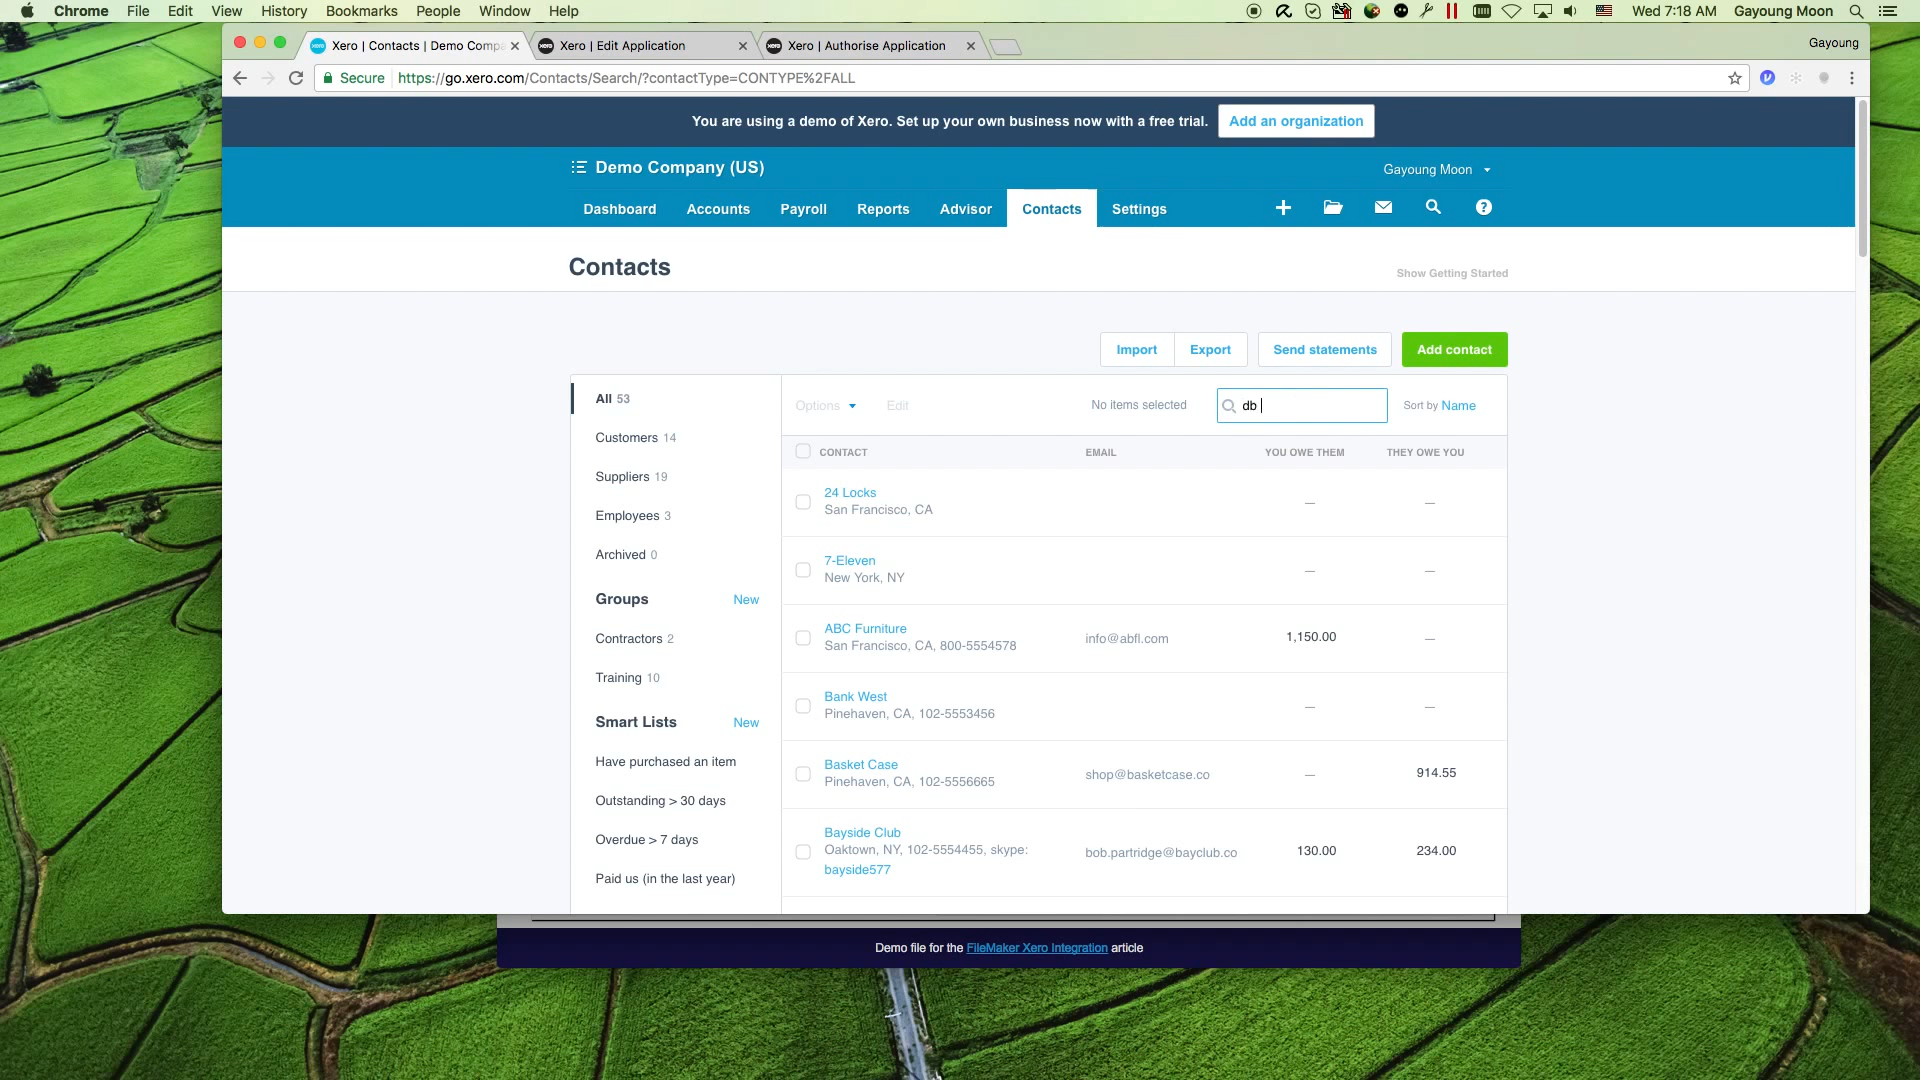 Chrome File Edit View History Bookmarks People Window Help Wed 7:18 AM Gayoung Moon
Xero | Contacts | Demo Compa Xero | Edit Application Xero | Authorise Application Gayoung
Secure https://go.xero.com/Contacts/Search/?contactType=CONTYPE%2FALL
You are using a demo of Xero. Set up your own business now with a free trial. Add an organization
Demo Company (US) Gayoung Moon
Dashboard Accounts Payroll Reports Advisor Contacts Settings
Contacts Show Getting Started
Import Export Send statements Add contact
All 53
Customers 14
Suppliers 19
Employees 3
Archived 0
Groups New
Contractors 2
Training 10
Smart Lists New
Have purchased an item
Outstanding > 30 days
Overdue > 7 days
Paid us (in the last year)
Options Edit No items selected db Sort by Name
CONTACT EMAIL YOU OWE THEM THEY OWE YOU
24 Locks
San Francisco, CA — —
7-Eleven
New York, NY — —
ABC Furniture
San Francisco, CA, 800-5554578 info@abfl.com 1,150.00 —
Bank West
Pinehaven, CA, 102-5553456 — —
Basket Case
Pinehaven, CA, 102-5556665 shop@basketcase.co — 914.55
Bayside Club
Oaktown, NY, 102-5554455, skype: bob.partridge@bayclub.co 130.00 234.00
bayside577
Demo file for the FileMaker Xero Integration article